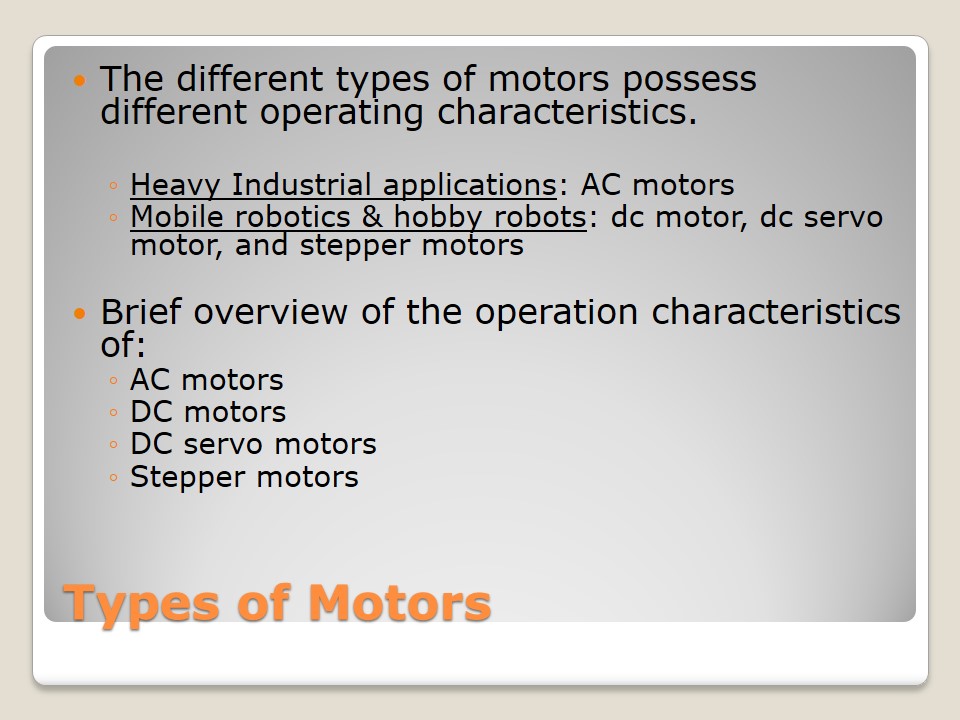 The different types of motors possess
different operating characteristics.
Heavy Industrial applications: AC motors
Mobile robotics & hobby robots: dc motor, dc servo
motor, and stepper motors
Brief overview of the operation characteristics
of:
AC motors
DC motors
DC servo motors
Stepper motors
Types of Motors